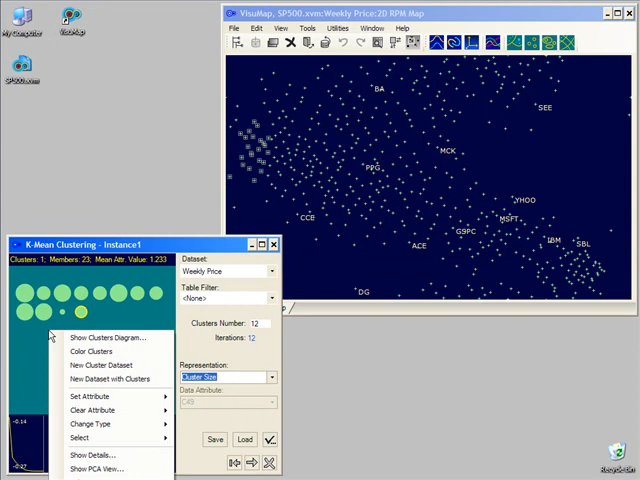 My Computer
VisuMap
SP500.xvm
VisuMap, SP500.xvm:Weekly Price:2D RPM Map
File Edit View Tools Utilities Window Help
BA
SEE
MCK
PPG
YHOO
CCE
MSFT
GSPC
ACE
IBM
SBL
DG
K-Mean Clustering - Instance1
Clusters: 1; Members: 23; Mean Attr. Value: 1.233
Dataset:
Weekly Price
Table Filter:
<None>
Clusters Number: 12
Iterations: 12
Representation:
Cluster Size
Data Attribute:
C49
Save Load
-0.14
-0.27
Show Clusters Diagram...
Color Clusters
New Cluster Dataset
New Dataset with Clusters
Set Attribute
Clear Attribute
Change Type
Select
Show Details...
Show PCA View...
Recycle Bin